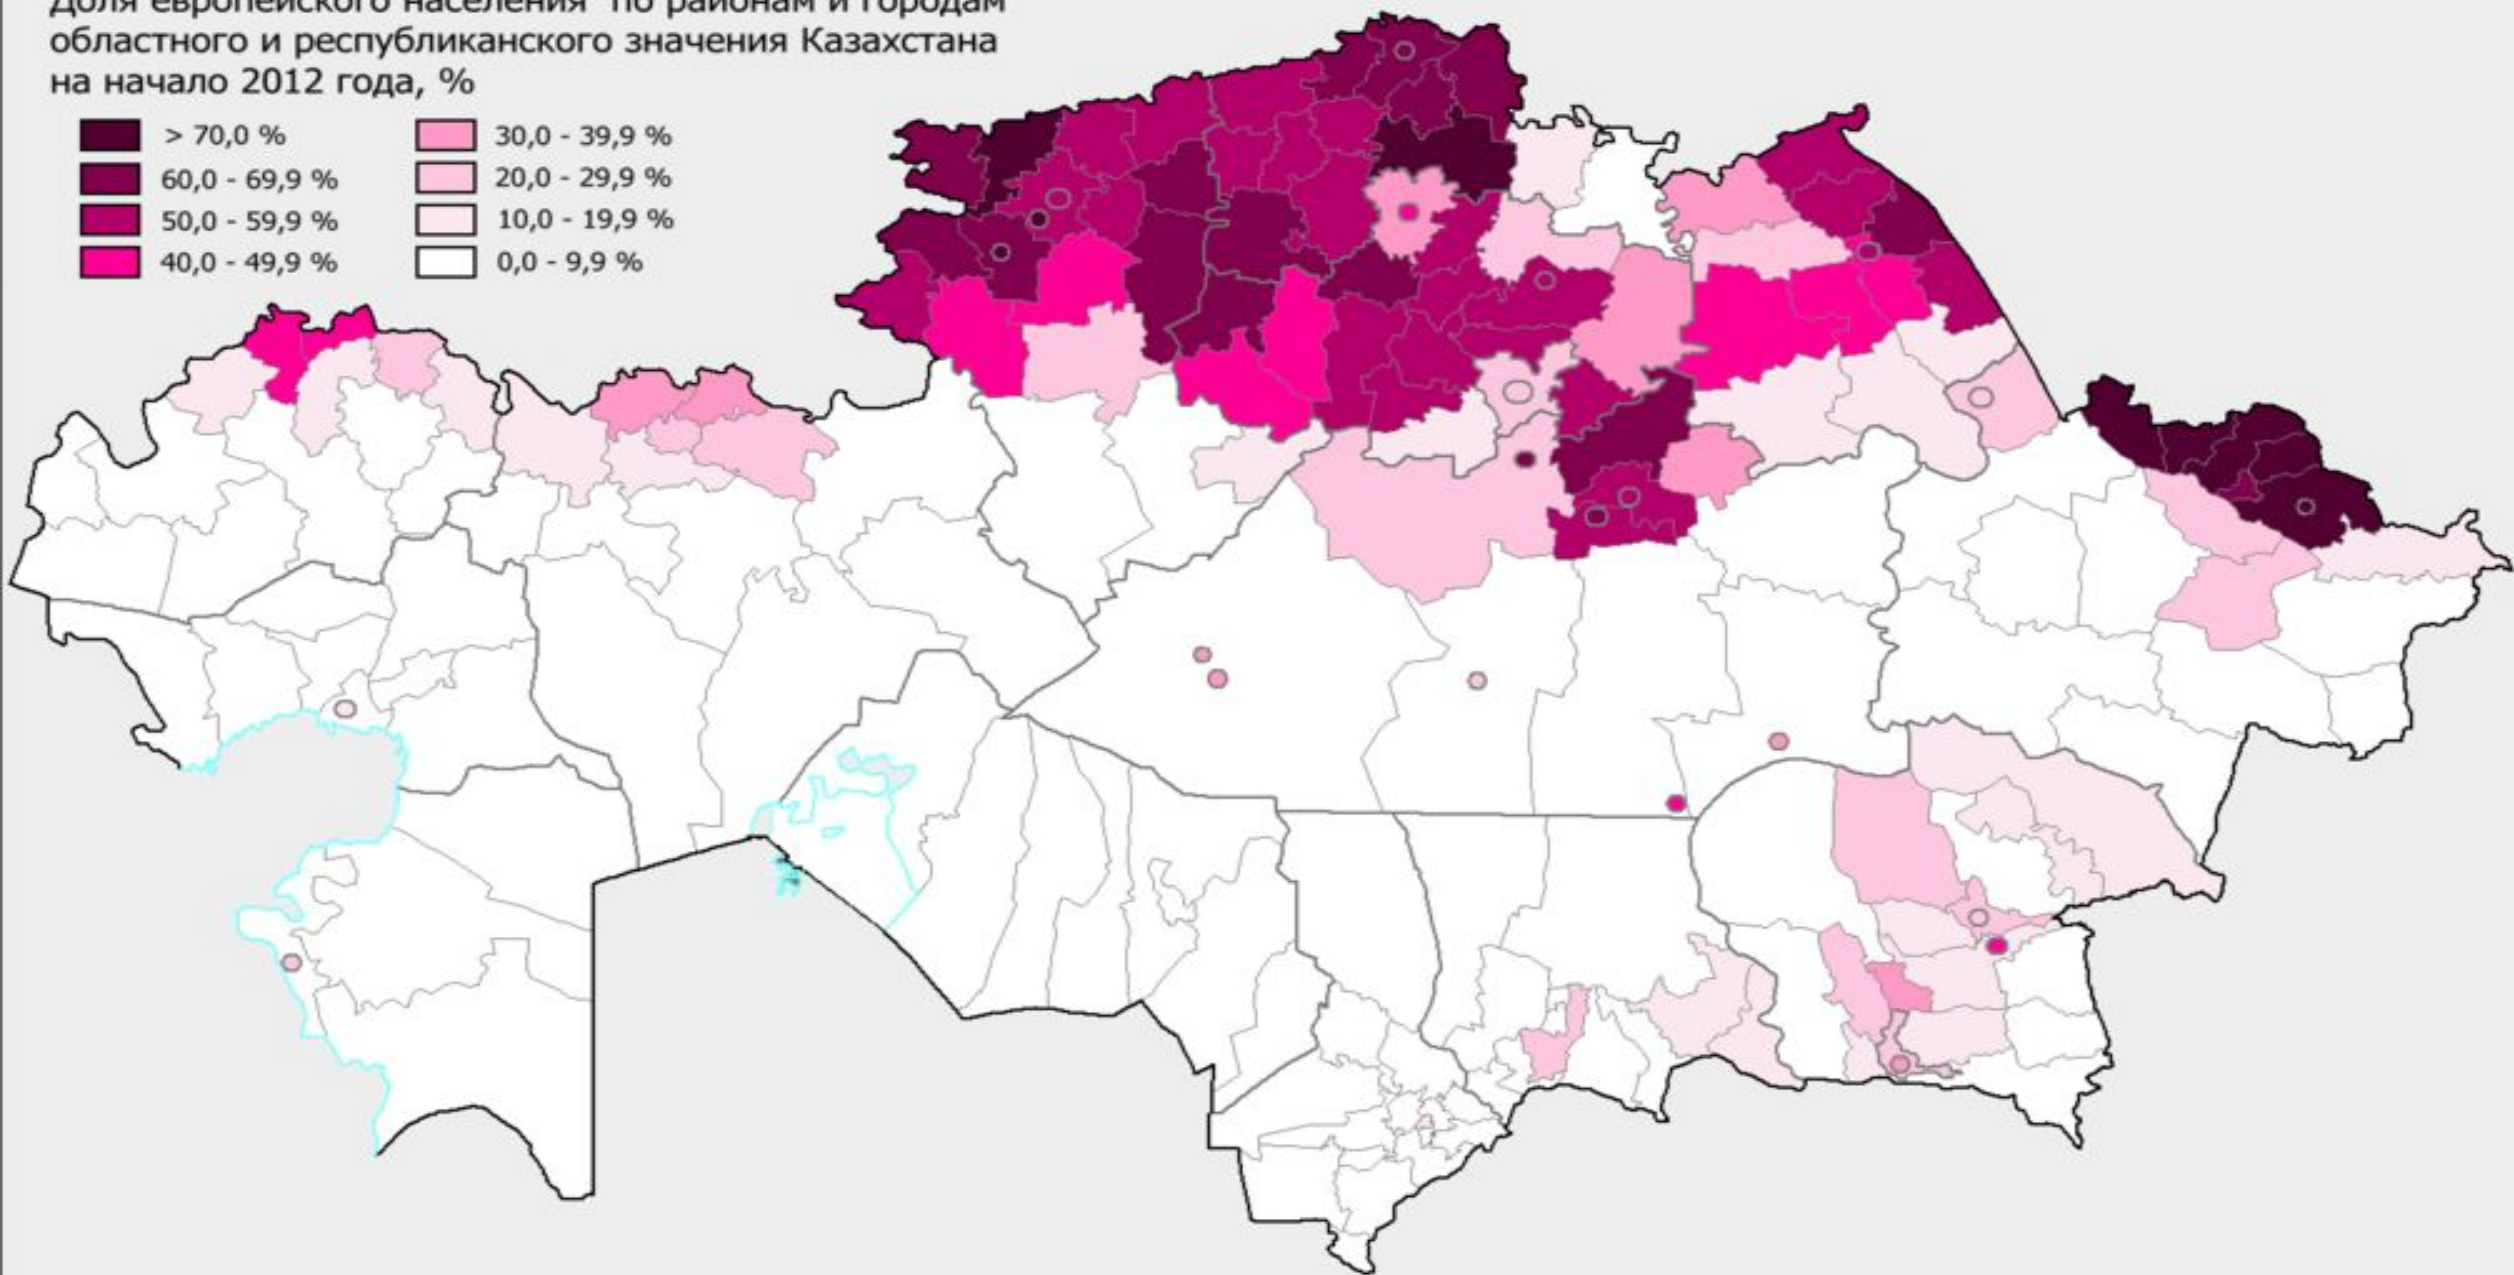 Доля европейского населения по районам и городам
областного и республиканского значения Казахстана
на начало 2012 года, %
> 70,0 %
60,0 - 69,9 %
50,0 - 59,9 %
40,0 - 49,9 %
30,0 - 39,9 %
20,0 - 29,9 %
10,0 - 19,9 %
0,0 - 9,9 %